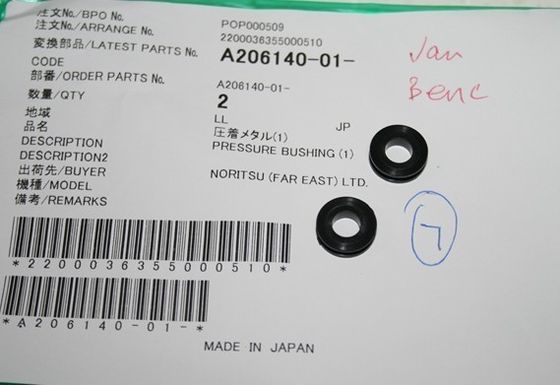 注文No./BPO No. POP000509
注文No./ARRANGE No. 2200036355000510
変換部品/LATEST PARTS No. A206140-01-
CODE
部番/ORDER PARTS No. A206140-01-
数量/QTY 2
地域 LL JP
品名 圧着メタル(1)
DESCRIPTION PRESSURE BUSHING (1)
DESCRIPTION2
出荷先/BUYER NORITSU (FAR EAST) LTD.
機種/MODEL
備考/REMARKS
Jan
Benc
7
*2200036355000510*
*A206140-01-*
MADE IN JAPAN